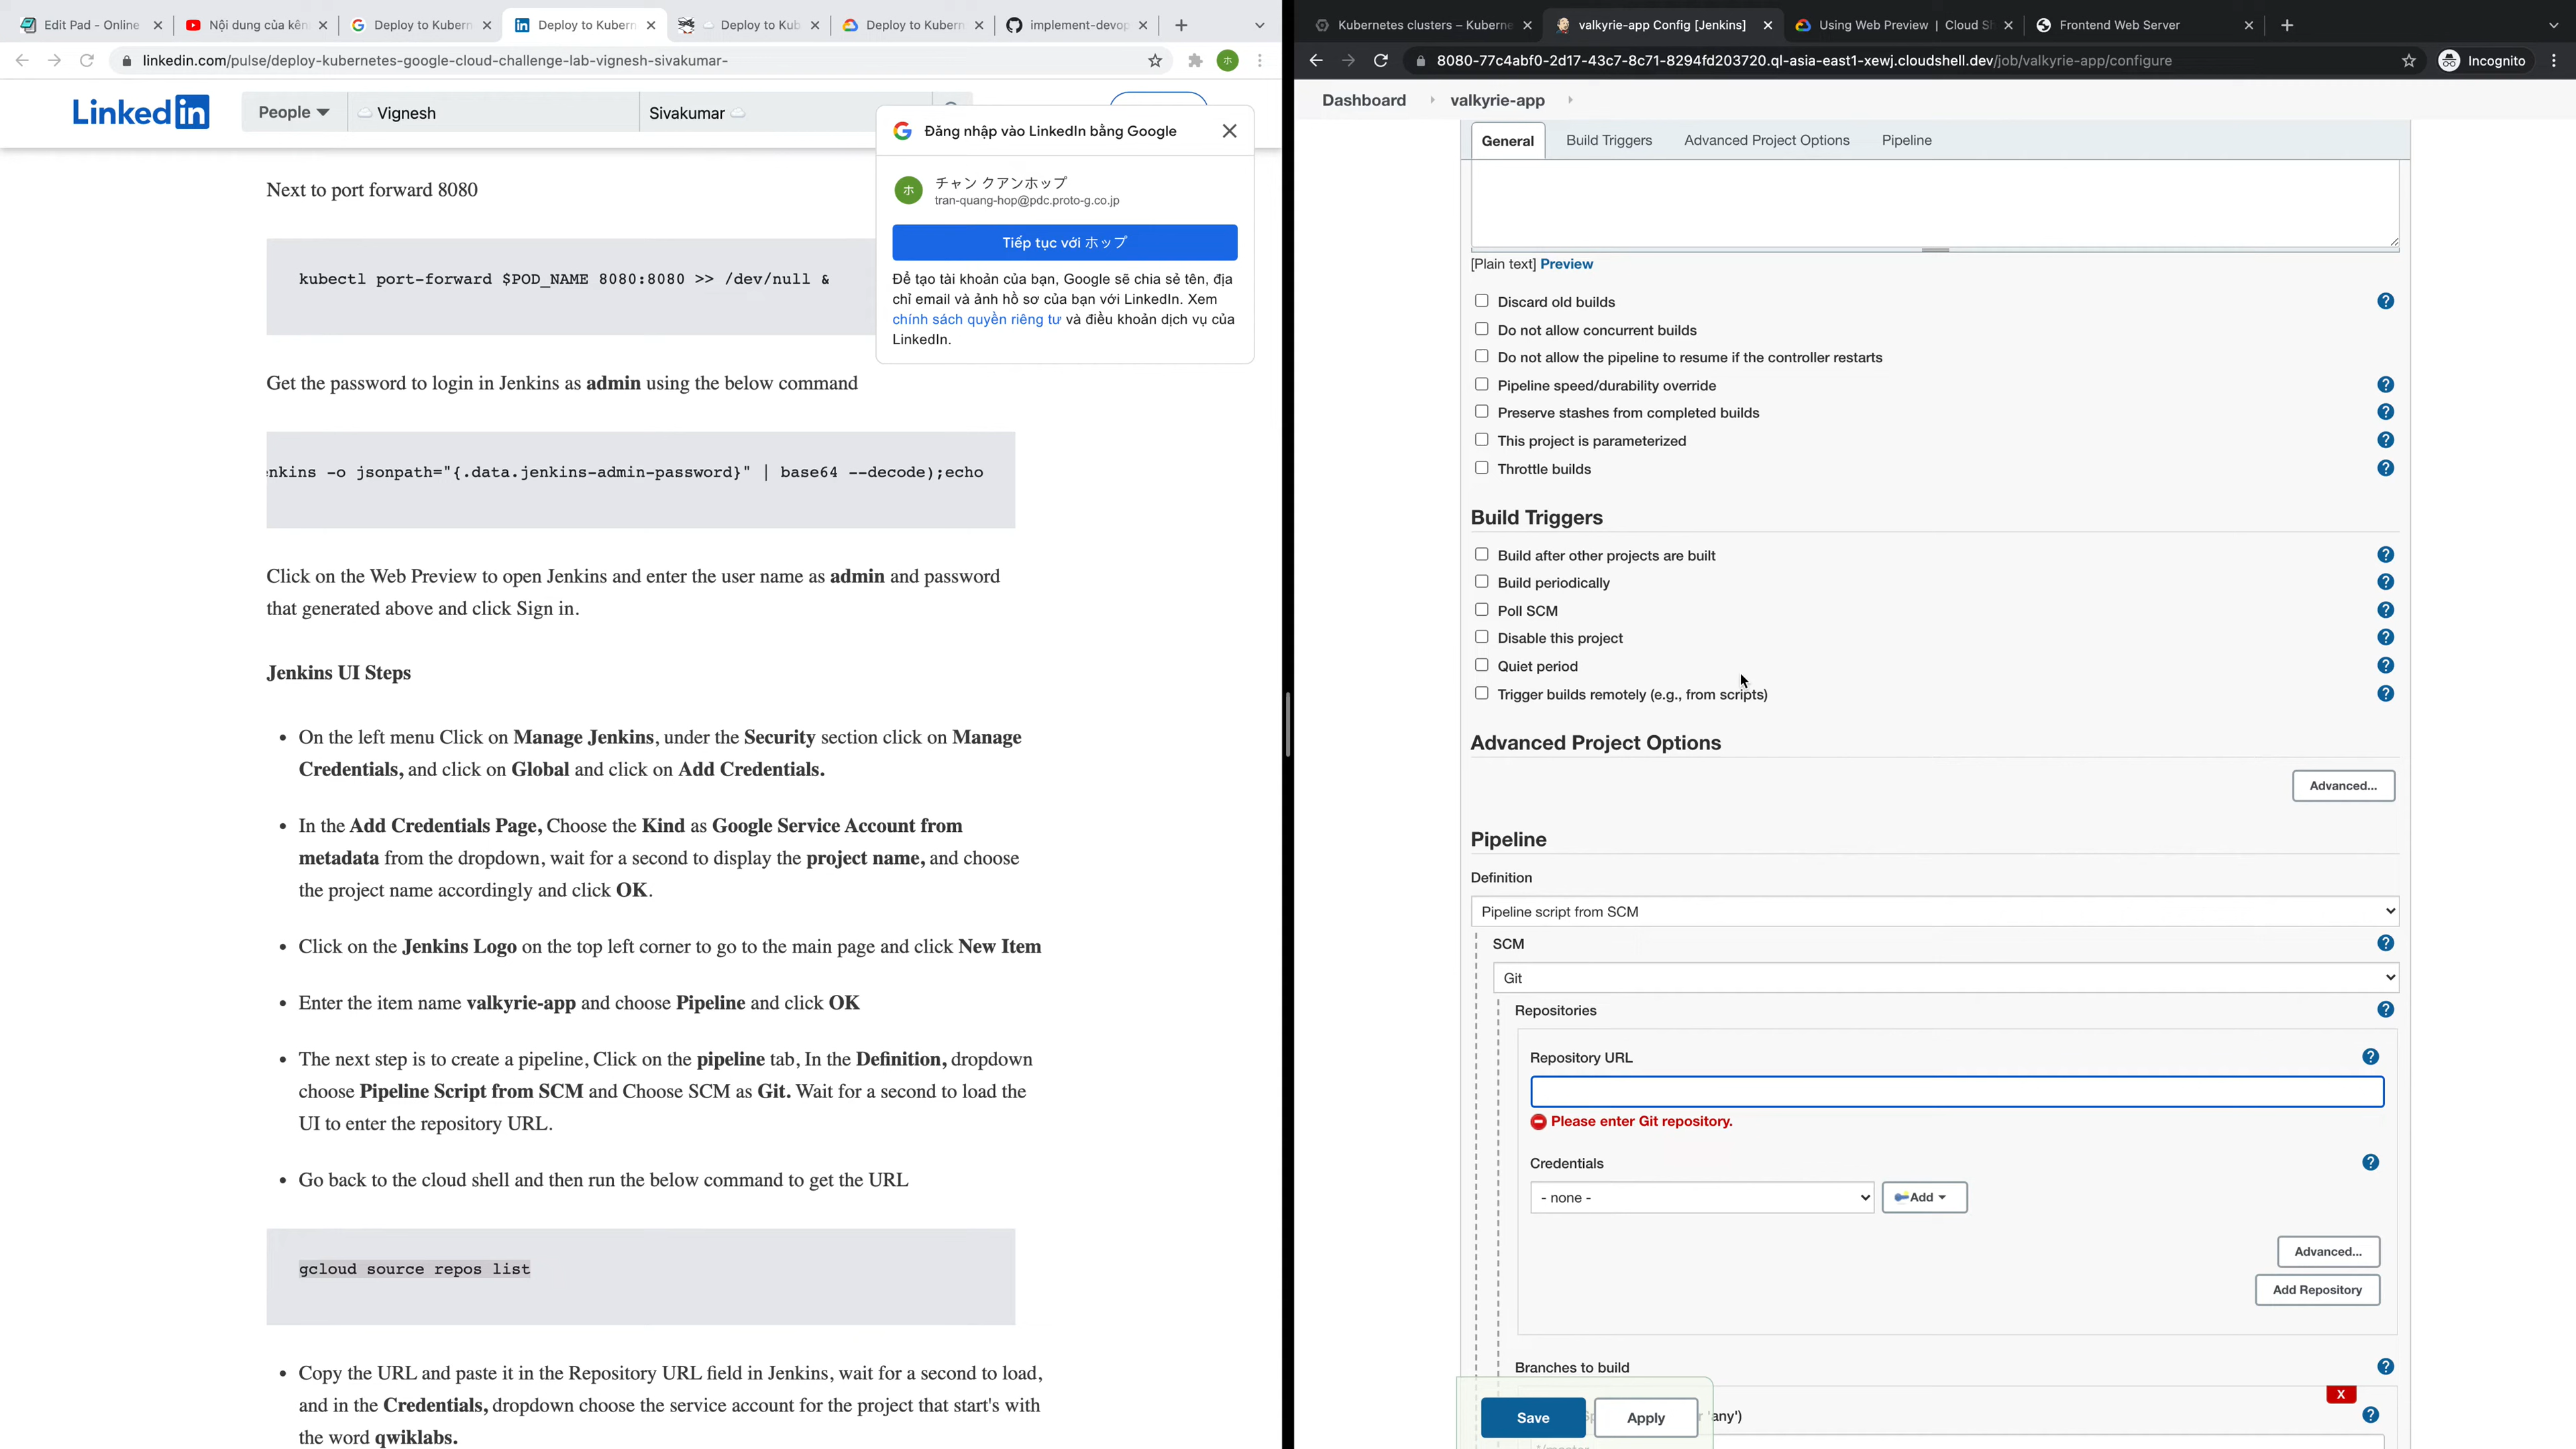 Edit Pad - Online
Nội dung của kên
Deploy to Kubern
Deploy to Kubern
Deploy to Kub
Deploy to Kubern
implement-devop
linkedin.com/pulse/deploy-kubernetes-google-cloud-challenge-lab-vignesh-sivakumar-
ホ
LinkedIn
People
Vignesh
Sivakumar
Đăng nhập vào LinkedIn bằng Google
ホ
チャン クアンホップ
tran-quang-hop@pdc.proto-g.co.jp
Tiếp tục với ホップ
Để tạo tài khoản của bạn, Google sẽ chia sẻ tên, địa
chỉ email và ảnh hồ sơ của bạn với LinkedIn. Xem
chính sách quyền riêng tư và điều khoản dịch vụ của
LinkedIn.
Next to port forward 8080
kubectl port-forward $POD_NAME 8080:8080 >> /dev/null &
Get the password to login in Jenkins as admin using the below command
enkins -o jsonpath="{.data.jenkins-admin-password}" | base64 --decode);echo
Click on the Web Preview to open Jenkins and enter the user name as admin and password
that generated above and click Sign in.
Jenkins UI Steps
• On the left menu Click on Manage Jenkins, under the Security section click on Manage
Credentials, and click on Global and click on Add Credentials.
• In the Add Credentials Page, Choose the Kind as Google Service Account from
metadata from the dropdown, wait for a second to display the project name, and choose
the project name accordingly and click OK.
• Click on the Jenkins Logo on the top left corner to go to the main page and click New Item
• Enter the item name valkyrie-app and choose Pipeline and click OK
• The next step is to create a pipeline, Click on the pipeline tab, In the Definition, dropdown
choose Pipeline Script from SCM and Choose SCM as Git. Wait for a second to load the
UI to enter the repository URL.
• Go back to the cloud shell and then run the below command to get the URL
gcloud source repos list
• Copy the URL and paste it in the Repository URL field in Jenkins, wait for a second to load,
and in the Credentials, dropdown choose the service account for the project that start's with
the word qwiklabs.
Kubernetes clusters – Kuberne
valkyrie-app Config [Jenkins]
Using Web Preview | Cloud Sh
Frontend Web Server
8080-77c4abf0-2d17-43c7-8c71-8294fd203720.ql-asia-east1-xewj.cloudshell.dev/job/valkyrie-app/configure
Incognito
Dashboard
valkyrie-app
General
Build Triggers
Advanced Project Options
Pipeline
[Plain text] Preview
Discard old builds
Do not allow concurrent builds
Do not allow the pipeline to resume if the controller restarts
Pipeline speed/durability override
Preserve stashes from completed builds
This project is parameterized
Throttle builds
Build Triggers
Build after other projects are built
Build periodically
Poll SCM
Disable this project
Quiet period
Trigger builds remotely (e.g., from scripts)
Advanced Project Options
Advanced...
Pipeline
Definition
Pipeline script from SCM
SCM
Git
Repositories
Repository URL
Please enter Git repository.
Credentials
- none -
Add
Advanced...
Add Repository
Branches to build
X
Save
Apply
'any')